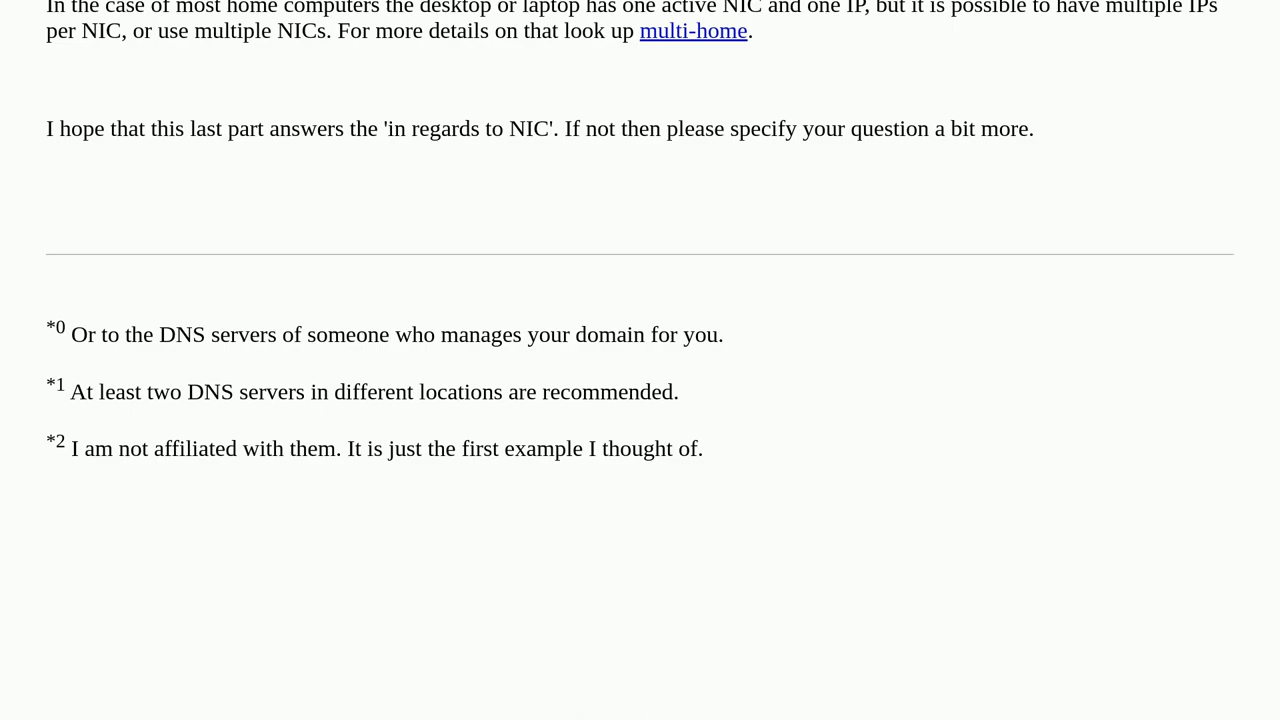 In the case of most home computers the desktop or laptop has one active NIC and one IP, but it is possible to have multiple IPs
per NIC, or use multiple NICs. For more details on that look up multi-home.
I hope that this last part answers the 'in regards to NIC'. If not then please specify your question a bit more.
*0 Or to the DNS servers of someone who manages your domain for you.
*1 At least two DNS servers in different locations are recommended.
*2 I am not affiliated with them. It is just the first example I thought of.